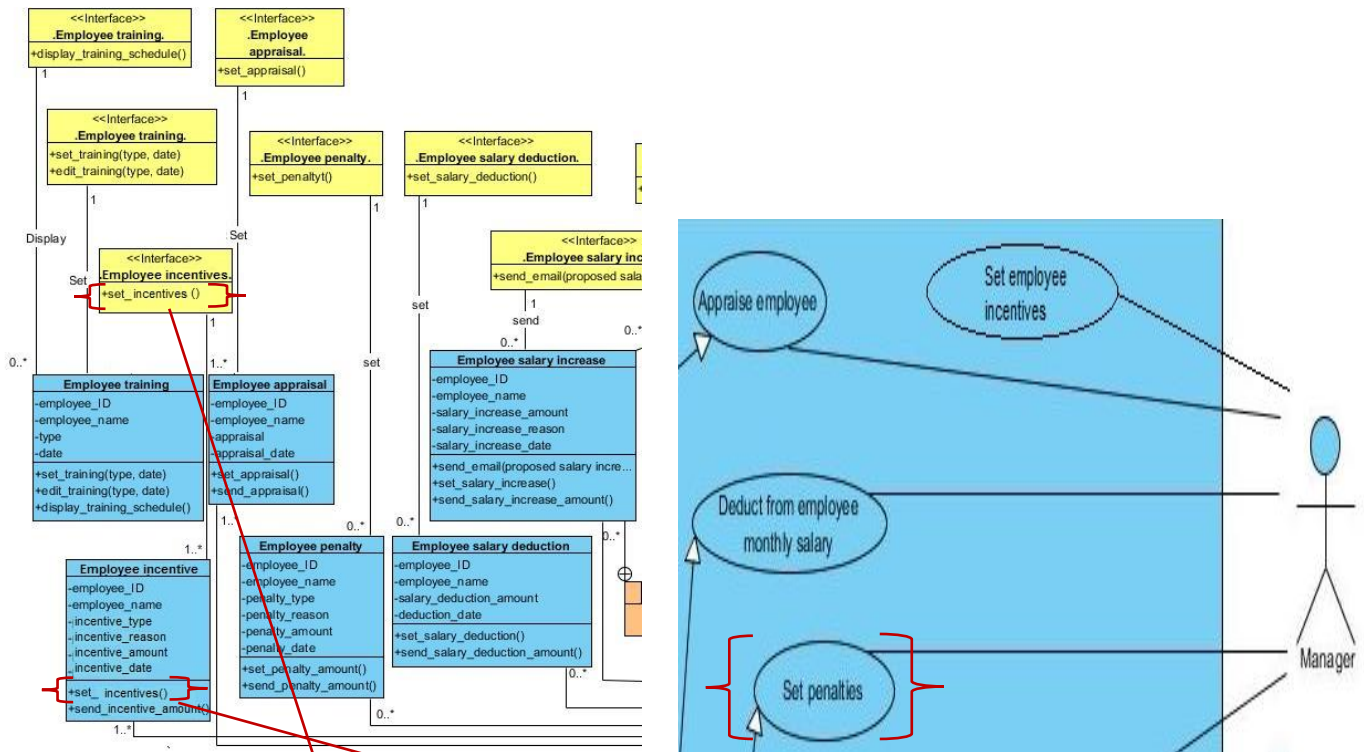 <<Interface>>
.Employee training.
+display_training_schedule()
1
<<Interface>>
.Employee
appraisal.
+set_appraisal()
1
<<Interface>>
.Employee training.
+set_training(type, date)
+edit_training(type, date)
1
<<Interface>>
.Employee penalty.
+set_penaltyt()
1
<<Interface>>
.Employee salary deduction.
+set_salary_deduction()
1
Display
Set
Set
<<Interface>>
.Employee incentives.
+set_ incentives ()
1
<<Interface>>
.Employee salary inc
+send_email(proposed sala
1
send
set
set
0..*
1..*
0..*
0..*
Employee training
-employee_ID
-employee_name
-type
-date
+set_training(type, date)
+edit_training(type, date)
+display_training_schedule()
Employee appraisal
-employee_ID
-employee_name
-appraisal
-appraisal_date
+set_appraisal()
+send_appraisal()
1..*
Employee salary increase
-employee_ID
-employee_name
-salary_increase_amount
-salary_increase_reason
-salary_increase_date
+send_email(proposed salary incre...
+set_salary_increase()
+send_salary_increase_amount()
0..*
1..*
Employee incentive
-employee_ID
-employee_name
-incentive_type
-incentive_reason
incentive_amount
incentive_date
+set_ incentives()
+send_incentive_amount()
1..*
0..*
Employee penalty
-employee_ID
-employee_name
-penalty_type
-penalty_reason
-penalty_amount
-penalty_date
+set_penalty_amount()
+send_penalty_amount()
0..*
0..*
Employee salary deduction
-employee_ID
-employee_name
-salary_deduction_amount
-deduction_date
+set_salary_deduction()
+send_salary_deduction_amount()
0..*
Appraise employee
Set employee
incentives
Deduct from employee
monthly salary
Set penalties
Manager